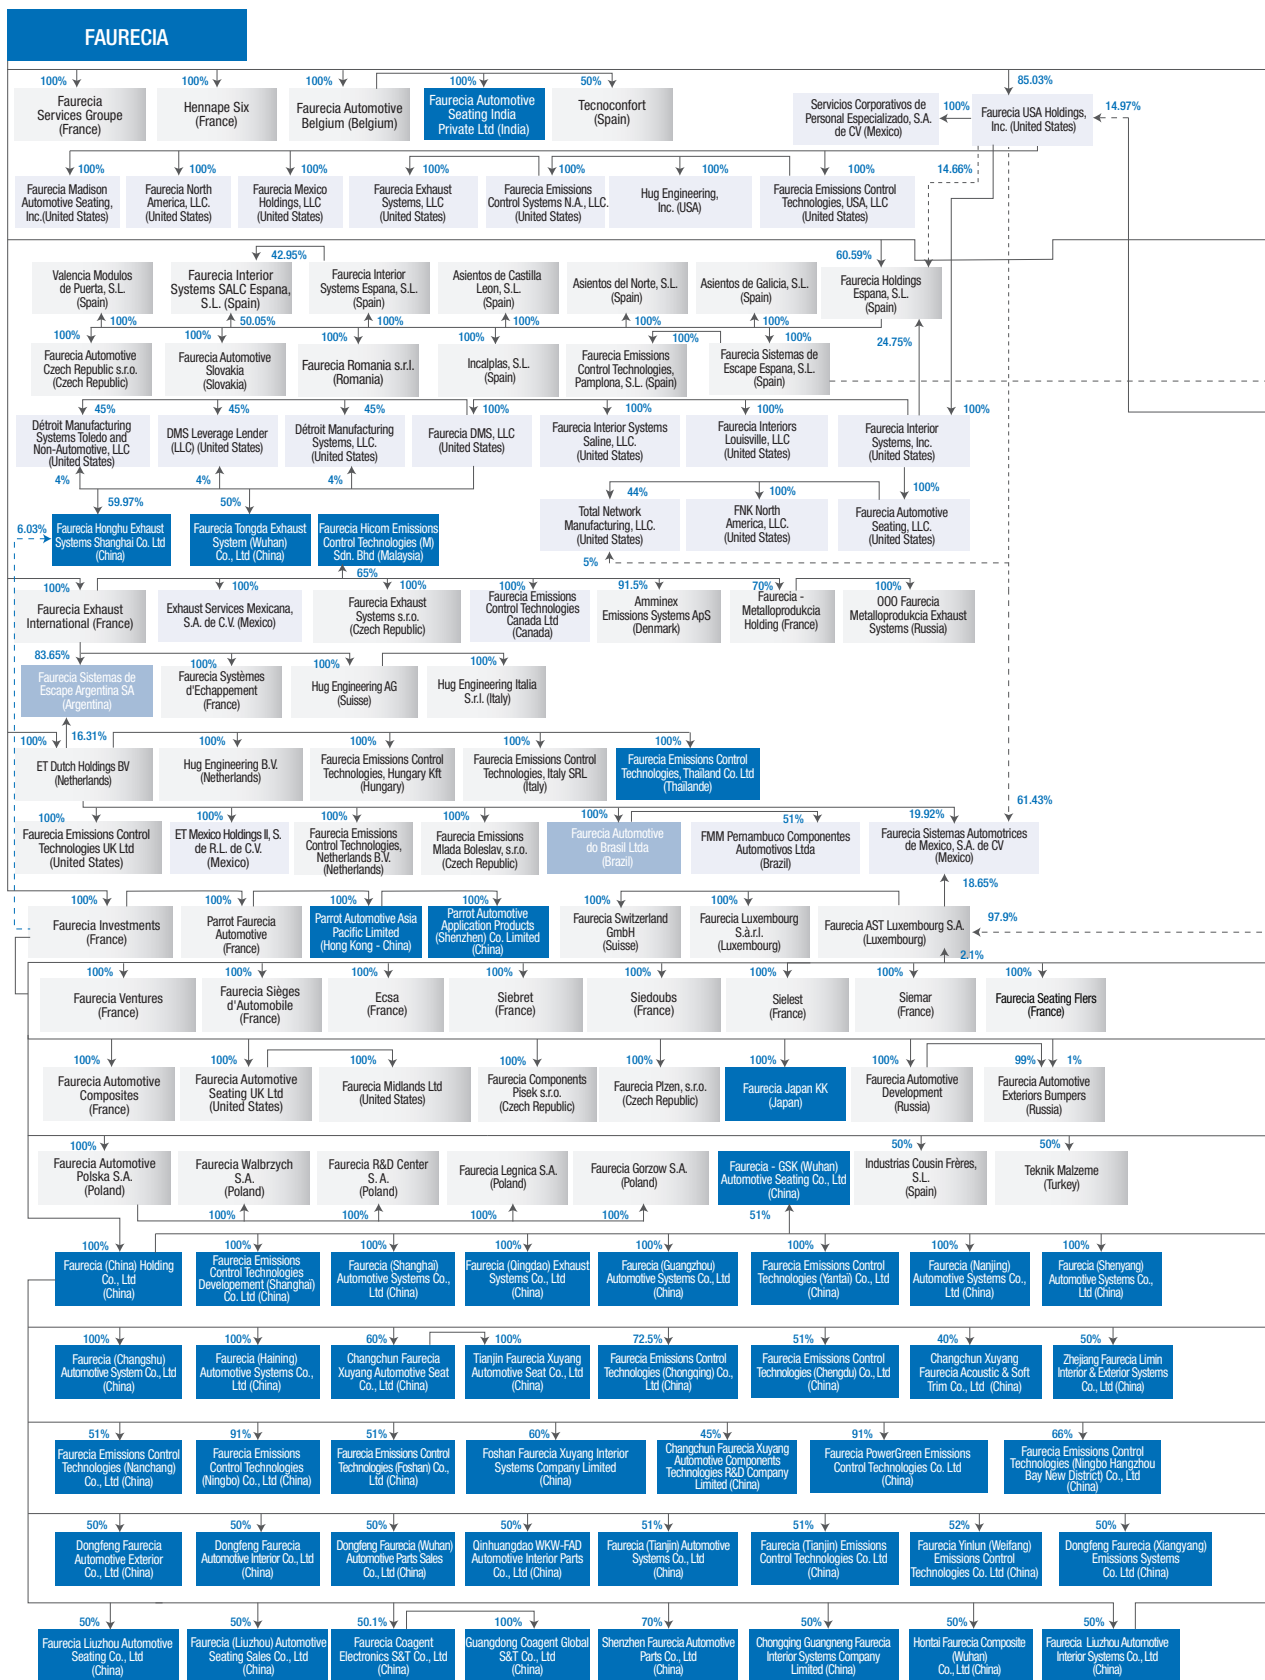 FAURECIA
100%
100%
100%
100%
50%
85.03%
Faurecia
Services Groupe
(France)
Hennape Six
(France)
Faurecia Automotive
Belgium (Belgium)
Faurecia Automotive
Seating India
Private Ltd (India)
Tecnoconfort
(Spain)
Servicios Corporativos de
Personal Especializado, S.A.
de CV (Mexico)
100%
Faurecia USA Holdings,
Inc. (United States)
14.97%
100%
100%
100%
100%
100%
100%
100%
14.66%
Faurecia Madison
Automotive Seating,
Inc.(United States)
Faurecia North
America, LLC.
(United States)
Faurecia Mexico
Holdings, LLC
(United States)
Faurecia Exhaust
Systems, LLC
(United States)
Faurecia Emissions
Control Systems N.A., LLC.
(United States)
Hug Engineering,
Inc. (USA)
Faurecia Emissions Control
Technologies, USA, LLC
(United States)
42.95%
60.59%
Valencia Modulos
de Puerta, S.L.
(Spain)
Faurecia Interior
Systems SALC Espana,
S.L. (Spain)
Faurecia Interior
Systems Espana, S.L.
(Spain)
Asientos de Castilla
Leon, S.L.
(Spain)
Asientos del Norte, S.L.
(Spain)
Asientos de Galicia, S.L.
(Spain)
Faurecia Holdings
Espana, S.L.
(Spain)
100%
50.05%
100%
100%
100%
100%
100%
100%
100%
100%
100%
100%
24.75%
Faurecia Automotive
Czech Republic s.r.o.
(Czech Republic)
Faurecia Automotive
Slovakia
(Slovakia)
Faurecia Romania s.r.l.
(Romania)
Incalplas, S.L.
(Spain)
Faurecia Emissions
Control Technologies,
Pamplona, S.L. (Spain)
Faurecia Sistemas de
Escape Espana, S.L.
(Spain)
45%
45%
45%
100%
100%
100%
100%
Détroit Manufacturing
Systems Toledo and
Non-Automotive, LLC
(United States)
DMS Leverage Lender
(LLC) (United States)
Détroit Manufacturing
Systems, LLC.
(United States)
Faurecia DMS, LLC
(United States)
Faurecia Interior Systems
Saline, LLC.
(United States)
Faurecia Interiors
Louisville, LLC
(United States)
Faurecia Interior
Systems, Inc.
(United States)
4%
4%
4%
59.97%
50%
44%
100%
100%
6.03%
Faurecia Honghu Exhaust
Systems Shanghai Co. Ltd
(China)
Faurecia Tongda Exhaust
System (Wuhan)
Co., Ltd (China)
Faurecia Hicom Emissions
Control Technologies (M)
Sdn. Bhd (Malaysia)
Total Network
Manufacturing, LLC.
(United States)
FNK North
America, LLC.
(United States)
Faurecia Automotive
Seating, LLC.
(United States)
5%
65%
100%
100%
100%
100%
91.5%
70%
100%
Faurecia Exhaust
International (France)
Exhaust Services Mexicana,
S.A. de C.V. (Mexico)
Faurecia Exhaust
Systems s.r.o.
(Czech Republic)
Faurecia Emissions
Control Technologies
Canada Ltd
(Canada)
Amminex
Emissions Systems ApS
(Denmark)
Faurecia -
Metalloprodukcia
Holding (France)
OOO Faurecia
Metalloprodukcia Exhaust
Systems (Russia)
83.65%
100%
100%
100%
Faurecia Sistemas de
Escape Argentina SA
(Argentina)
Faurecia Systèmes
d'Echappement
(France)
Hug Engineering AG
(Suisse)
Hug Engineering Italia
S.r.l. (Italy)
100%
16.31%
100%
100%
100%
100%
ET Dutch Holdings BV
(Netherlands)
Hug Engineering B.V.
(Netherlands)
Faurecia Emissions Control
Technologies, Hungary Kft
(Hungary)
Faurecia Emissions Control
Technologies, Italy SRL
(Italy)
Faurecia Emissions Control
Technologies, Thaïland Co. Ltd
(Thaïlande)
61.43%
100%
100%
100%
100%
100%
51%
19.92%
Faurecia Emissions Control
Technologies UK Ltd
(United States)
ET Mexico Holdings II, S.
de R.L. de C.V.
(Mexico)
Faurecia Emissions
Control Technologies,
Netherlands B.V.
(Netherlands)
Faurecia Emissions
Mlada Boleslav, s.r.o.
(Czech Republic)
Faurecia Automotive
do Brasil Ltda
(Brazil)
FMM Pernambuco Componentes
Automotivos Ltda
(Brazil)
Faurecia Sistemas Automotrices
de Mexico, S.A. de CV
(Mexico)
18.65%
100%
100%
100%
100%
100%
100%
97.9%
Faurecia Investments
(France)
Parrot Faurecia
Automotive
(France)
Parrot Automotive Asia
Pacific Limited
(Hong Kong - China)
Parrot Automotive
Application Products
(Shenzhen) Co. Limited
(China)
Faurecia Switzerland
GmbH
(Suisse)
Faurecia Luxembourg
S.à.r.l.
(Luxembourg)
Faurecia AST Luxembourg S.A.
(Luxembourg)
2.1%
100%
100%
100%
100%
100%
100%
100%
100%
Faurecia Ventures
(France)
Faurecia Sièges
d'Automobile
(France)
Ecsa
(France)
Siebret
(France)
Siedoubs
(France)
Sielest
(France)
Siemar
(France)
Faurecia Seating Flers
(France)
100%
100%
100%
100%
100%
100%
100%
99%
1%
Faurecia Automotive
Composites
(France)
Faurecia Automotive
Seating UK Ltd
(United States)
Faurecia Midlands Ltd
(United States)
Faurecia Components
Pisek s.r.o.
(Czech Republic)
Faurecia Plzen, s.r.o.
(Czech Republic)
Faurecia Japan KK
(Japan)
Faurecia Automotive
Development
(Russia)
Faurecia Automotive
Exteriors Bumpers
(Russia)
100%
50%
50%
Faurecia Automotive
Polska S.A.
(Poland)
Faurecia Walbrzych
S.A.
(Poland)
Faurecia R&D Center
S. A.
(Poland)
Faurecia Legnica S.A.
(Poland)
Faurecia Gorzow S.A.
(Poland)
Faurecia - GSK (Wuhan)
Automotive Seating Co., Ltd
(China)
Industrias Cousin Frères,
S.L.
(Spain)
Teknik Malzeme
(Turkey)
100%
100%
100%
100%
51%
100%
100%
100%
100%
100%
100%
100%
100%
Faurecia (China) Holding
Co., Ltd
(China)
Faurecia Emissions
Control Technologies
Developement (Shanghaï)
Co. Ltd (China)
Faurecia (Shanghaï)
Automotive Systems Co.,
Ltd (China)
Faurecia (Qingdao) Exhaust
Systems Co., Ltd
(China)
Faurecia (Guangzhou)
Automotive Systems Co., Ltd
(China)
Faurecia Emissions Control
Technologies (Yantaï) Co., Ltd
(China)
Faurecia (Nanjing)
Automotive Systems Co.,
Ltd (China)
Faurecia (Shenyang)
Automotive Systems Co.,
Ltd (China)
100%
100%
60%
100%
72.5%
51%
40%
50%
Faurecia (Changshu)
Automotive System Co., Ltd
(China)
Faurecia (Haining)
Automotive Systems Co.,
Ltd (China)
Changchun Faurecia
Xuyang Automotive Seat
Co., Ltd (China)
Tianjin Faurecia Xuyang
Automotive Seat Co., Ltd
(China)
Faurecia Emissions Control
Technologies (Chongqing) Co.,
Ltd (China)
Faurecia Emissions Control
Technologies (Chengdu) Co., Ltd
(China)
Changchun Xuyang
Faurecia Acoustic & Soft
Trim Co., Ltd (China)
Zhejiang Faurecia Limin
Interior & Exterior Systems
Co., Ltd (China)
51%
91%
51%
60%
45%
91%
66%
Faurecia Emissions Control
Technologies (Nanchang)
Co., Ltd (China)
Faurecia Emissions
Control Technologies
(Ningbo) Co., Ltd (China)
Faurecia Emissions Control
Technologies (Foshan) Co.,
Ltd (China)
Foshan Faurecia Xuyang Interior
Systems Company Limited
(China)
Changchun Faurecia Xuyang
Automotive Components
Technologies R&D Company
Limited (China)
Faurecia PowerGreen Emissions
Control Technologies Co. Ltd
(China)
Faurecia Emissions Control
Technologies (Ningbo Hangzhou
Bay New District) Co., Ltd
(China)
50%
50%
50%
50%
51%
51%
52%
50%
Dongfeng Faurecia
Automotive Exterior
Co., Ltd (China)
Dongfeng Faurecia
Automotive Interior Co., Ltd
(China)
Dongfeng Faurecia (Wuhan)
Automotive Parts Sales
Co., Ltd (China)
Qinhuangdao WKW-FAD
Automotive Interior Parts
Co., Ltd (China)
Faurecia (Tianjin) Automotive
Systems Co., Ltd
(China)
Faurecia (Tianjin) Emissions
Control Technologies Co. Ltd
(China)
Faurecia Yinlun (Weifang)
Emissions Control
Technologies Co. Ltd (China)
Dongfeng Faurecia (Xiangyang)
Emissions Systems
Co. Ltd (China)
50%
50%
50.1%
100%
70%
50%
50%
50%
Faurecia Liuzhou Automotive
Seating Co., Ltd
(China)
Faurecia (Liuzhou) Automotive
Seating Sales Co., Ltd
(China)
Faurecia Coagent
Electronics S&T Co., Ltd
(China)
Guangdong Coagent Global
S&T Co., Ltd
(China)
Shenzhen Faurecia Automotive
Parts Co., Ltd
(China)
Chongqing Guangneng Faurecia
Interior Systems Company
Limited (China)
Hontai Faurecia Composite
(Wuhan)
Co., Ltd (China)
Faurecia Liuzhou Automotive
Interior Systems Co., Ltd
(China)